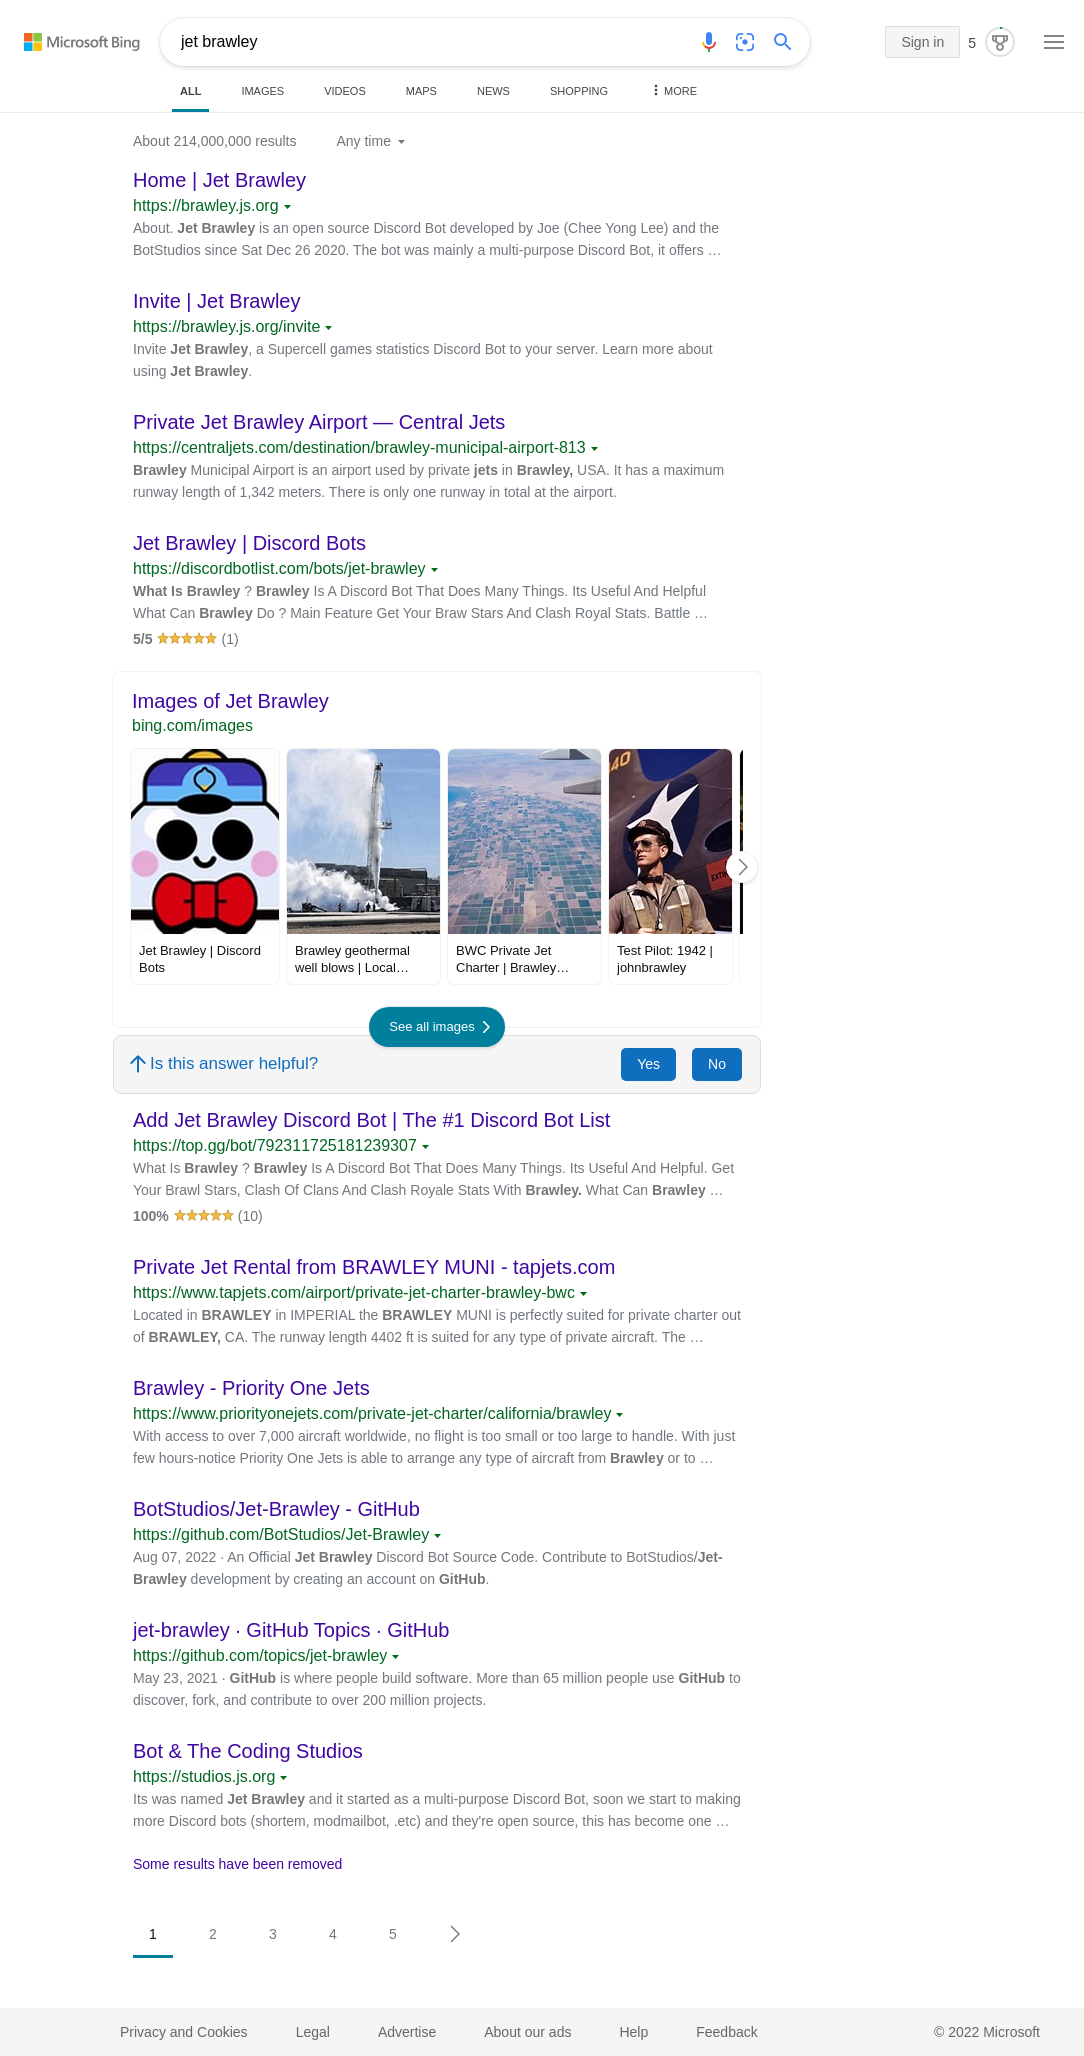 Microsoft Bing
jet brawley
Sign in
5
ALL
IMAGES
VIDEOS
MAPS
NEWS
SHOPPING
MORE
About 214,000,000 results
Any time
Home | Jet Brawley
https://brawley.js.org
About. Jet Brawley is an open source Discord Bot developed by Joe (Chee Yong Lee) and the
BotStudios since Sat Dec 26 2020. The bot was mainly a multi-purpose Discord Bot, it offers …
Invite | Jet Brawley
https://brawley.js.org/invite
Invite Jet Brawley, a Supercell games statistics Discord Bot to your server. Learn more about
using Jet Brawley.
Private Jet Brawley Airport — Central Jets
https://centraljets.com/destination/brawley-municipal-airport-813
Brawley Municipal Airport is an airport used by private jets in Brawley, USA. It has a maximum
runway length of 1,342 meters. There is only one runway in total at the airport.
Jet Brawley | Discord Bots
https://discordbotlist.com/bots/jet-brawley
What Is Brawley ? Brawley Is A Discord Bot That Does Many Things. Its Useful And Helpful
What Can Brawley Do ? Main Feature Get Your Braw Stars And Clash Royal Stats. Battle …
5/5 (1)
Images of Jet Brawley
bing.com/images
40
EXTIN
Jet Brawley | Discord
Bots
Brawley geothermal
well blows | Local…
BWC Private Jet
Charter | Brawley…
Test Pilot: 1942 |
johnbrawley
See all images
Is this answer helpful?
Yes
No
Add Jet Brawley Discord Bot | The #1 Discord Bot List
https://top.gg/bot/792311725181239307
What Is Brawley ? Brawley Is A Discord Bot That Does Many Things. Its Useful And Helpful. Get
Your Brawl Stars, Clash Of Clans And Clash Royale Stats With Brawley. What Can Brawley …
100% (10)
Private Jet Rental from BRAWLEY MUNI - tapjets.com
https://www.tapjets.com/airport/private-jet-charter-brawley-bwc
Located in BRAWLEY in IMPERIAL the BRAWLEY MUNI is perfectly suited for private charter out
of BRAWLEY, CA. The runway length 4402 ft is suited for any type of private aircraft. The …
Brawley - Priority One Jets
https://www.priorityonejets.com/private-jet-charter/california/brawley
With access to over 7,000 aircraft worldwide, no flight is too small or too large to handle. With just
few hours-notice Priority One Jets is able to arrange any type of aircraft from Brawley or to …
BotStudios/Jet-Brawley - GitHub
https://github.com/BotStudios/Jet-Brawley
Aug 07, 2022 · An Official Jet Brawley Discord Bot Source Code. Contribute to BotStudios/Jet-
Brawley development by creating an account on GitHub.
jet-brawley · GitHub Topics · GitHub
https://github.com/topics/jet-brawley
May 23, 2021 · GitHub is where people build software. More than 65 million people use GitHub to
discover, fork, and contribute to over 200 million projects.
Bot & The Coding Studios
https://studios.js.org
Its was named Jet Brawley and it started as a multi-purpose Discord Bot, soon we start to making
more Discord bots (shortem, modmailbot, .etc) and they're open source, this has become one …
Some results have been removed
1
2
3
4
5
Privacy and Cookies
Legal
Advertise
About our ads
Help
Feedback
© 2022 Microsoft